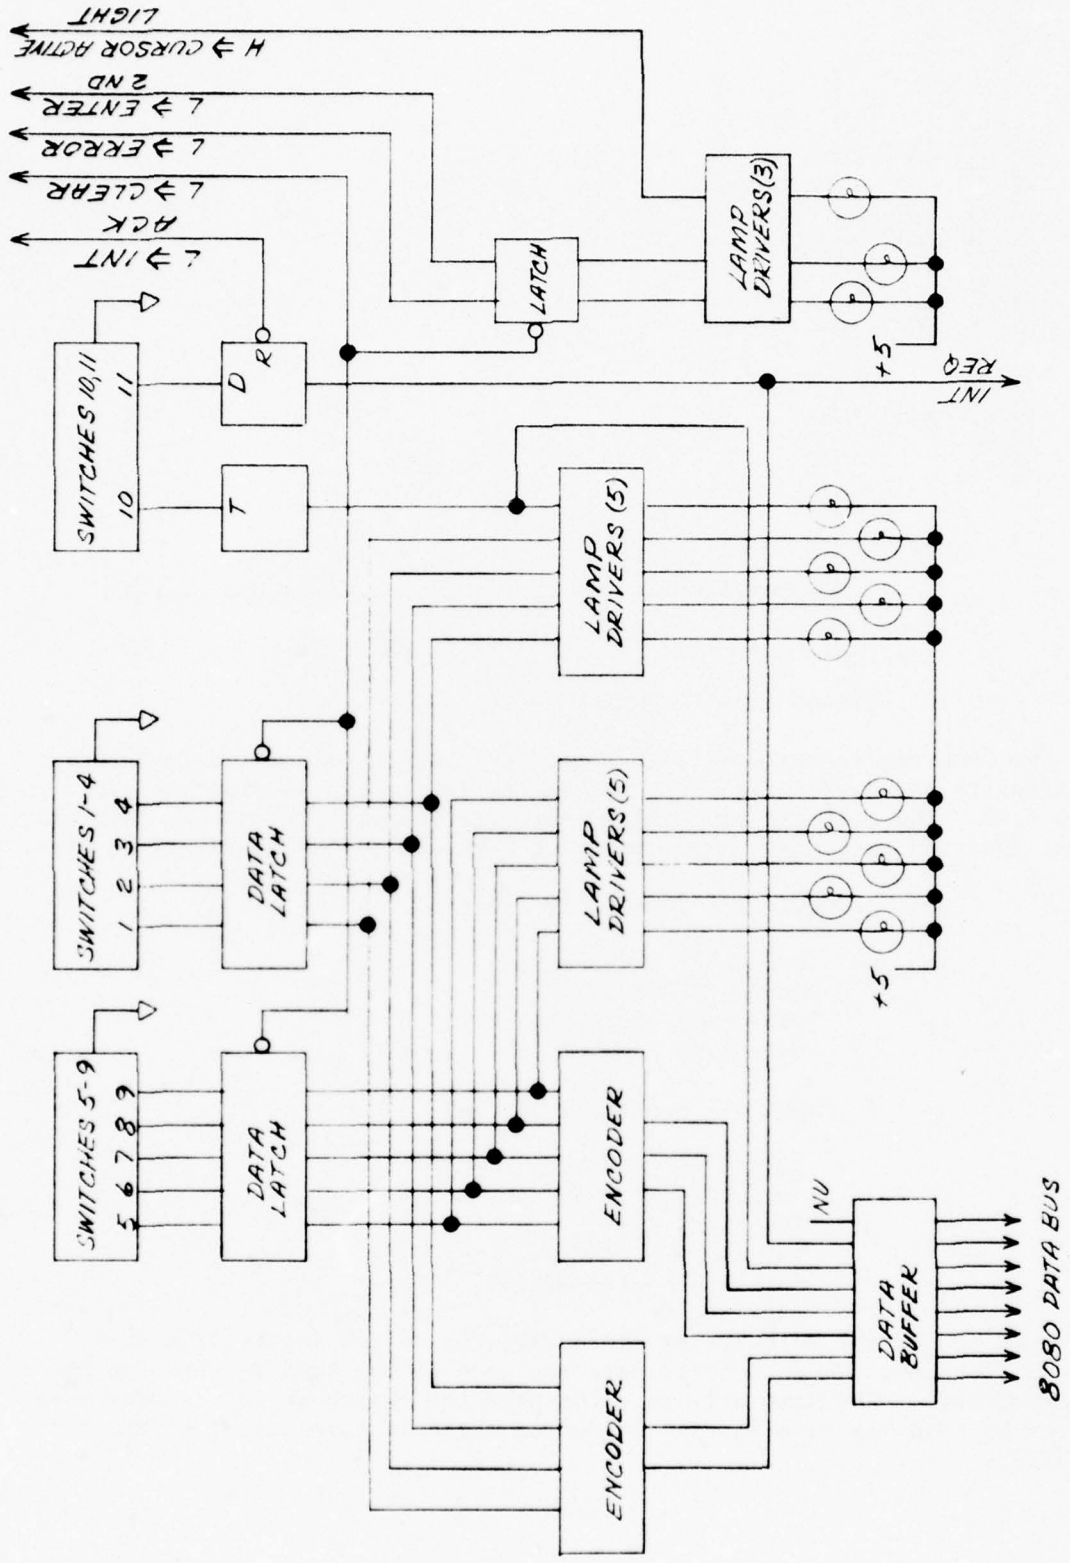 LIGHT
H ⇒ CURSOR ACTIVE
2ND
L ⇒ ENTER
L ⇒ ERROR
L ⇒ CLEAR
ACK
L ⇒ INT
SWITCHES 10,11
10
11
T
D
R
LATCH
LAMP
DRIVERS(3)
+5
INT
REQ
SWITCHES 1-4
1
2
3
4
DATA
LATCH
LAMP
DRIVERS (5)
LAMP
DRIVERS(5)
+5
SWITCHES 5-9
5
6
7
8
9
DATA
LATCH
ENCODER
ENCODER
NU
DATA
BUFFER
8080 DATA BUS